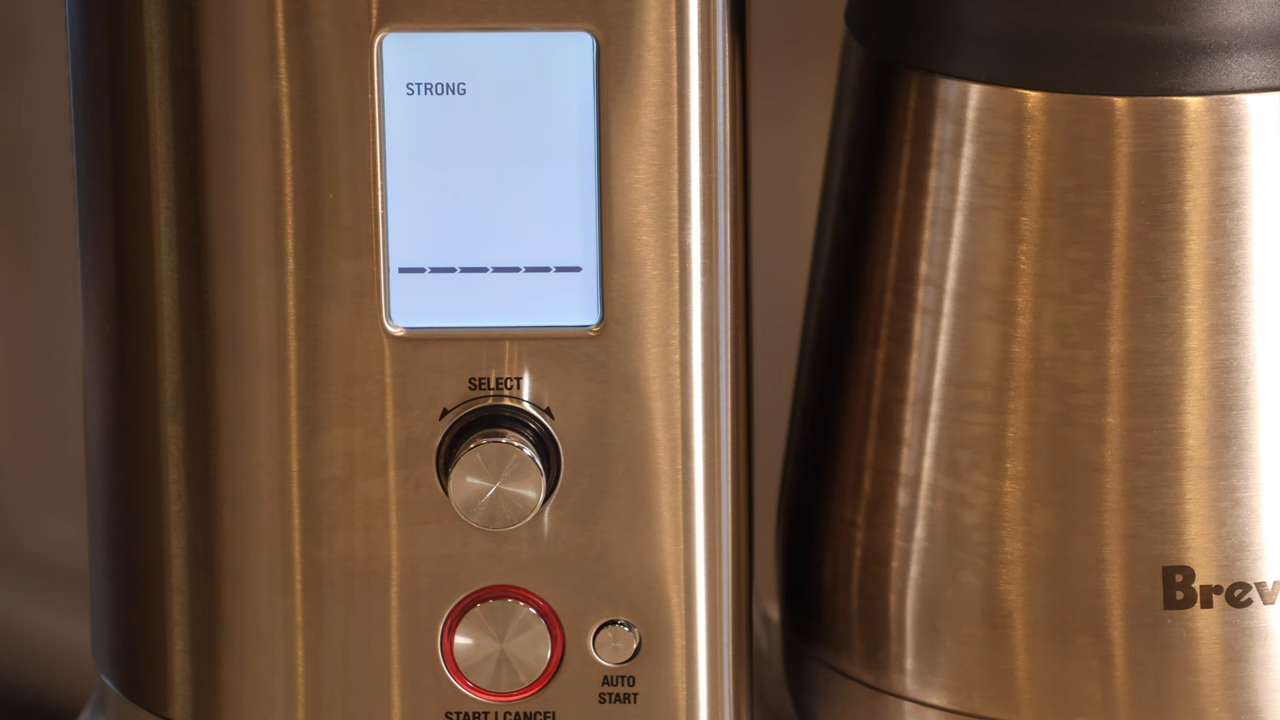 STRONG
SELECT
AUTO
START
START | CANCEL
Brev